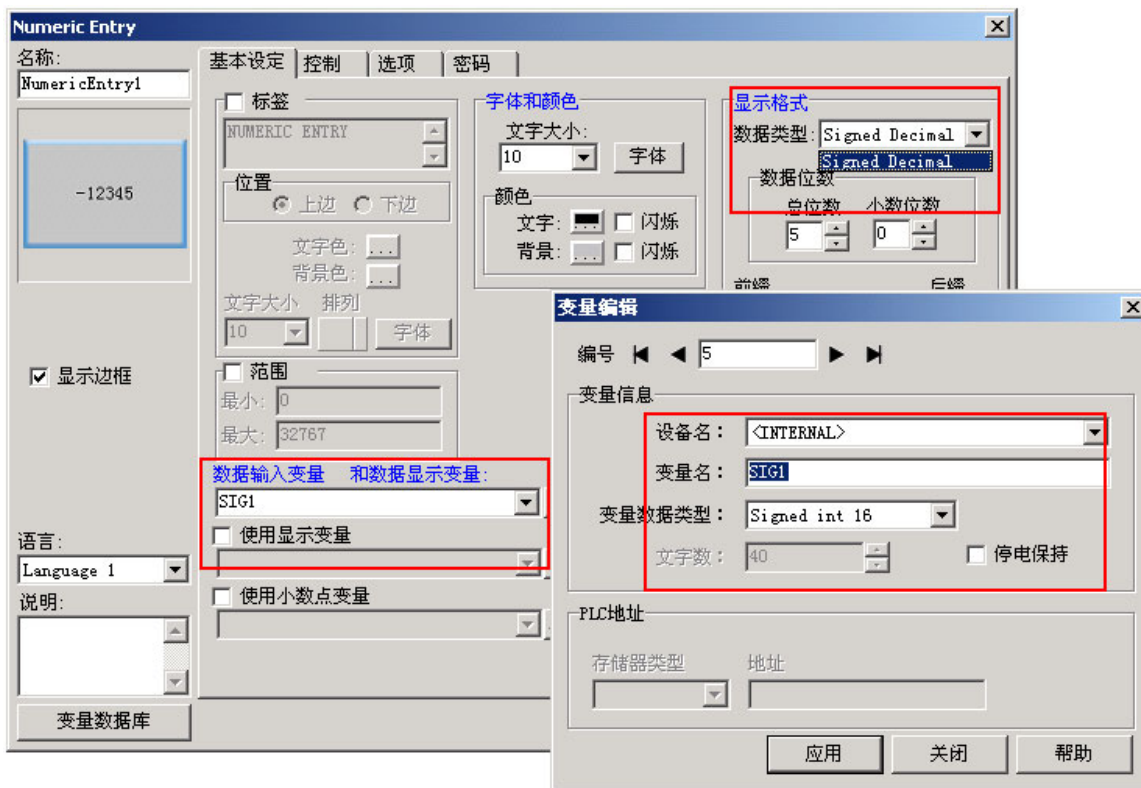 Numeric Entry
名称:
NumericEntry1
-12345
显示边框
语言:
Language 1
说明:
变量数据库
基本设定 控制 选项 密码
标签
NUMERIC ENTRY
位置
上边 下边
文字色: ...
背景色: ...
文字大小 排列
10 字体
范围
最小: 0
最大: 32767
数据输入变量 和数据显示变量:
SIG1
使用显示变量
使用小数点变量
字体和颜色
文字大小:
10 字体
颜色
文字: ... 闪烁
背景: ... 闪烁
显示格式
数据类型: Signed Decimal
Signed Decimal
数据位数
总位数 小数位数
5 0
前缀 后缀
变量编辑
编号 5
变量信息
设备名： <INTERNAL>
变量名： SIG1
变量数据类型： Signed int 16
文字数： 40 停电保持
PLC地址
存储器类型 地址
应用 关闭 帮助